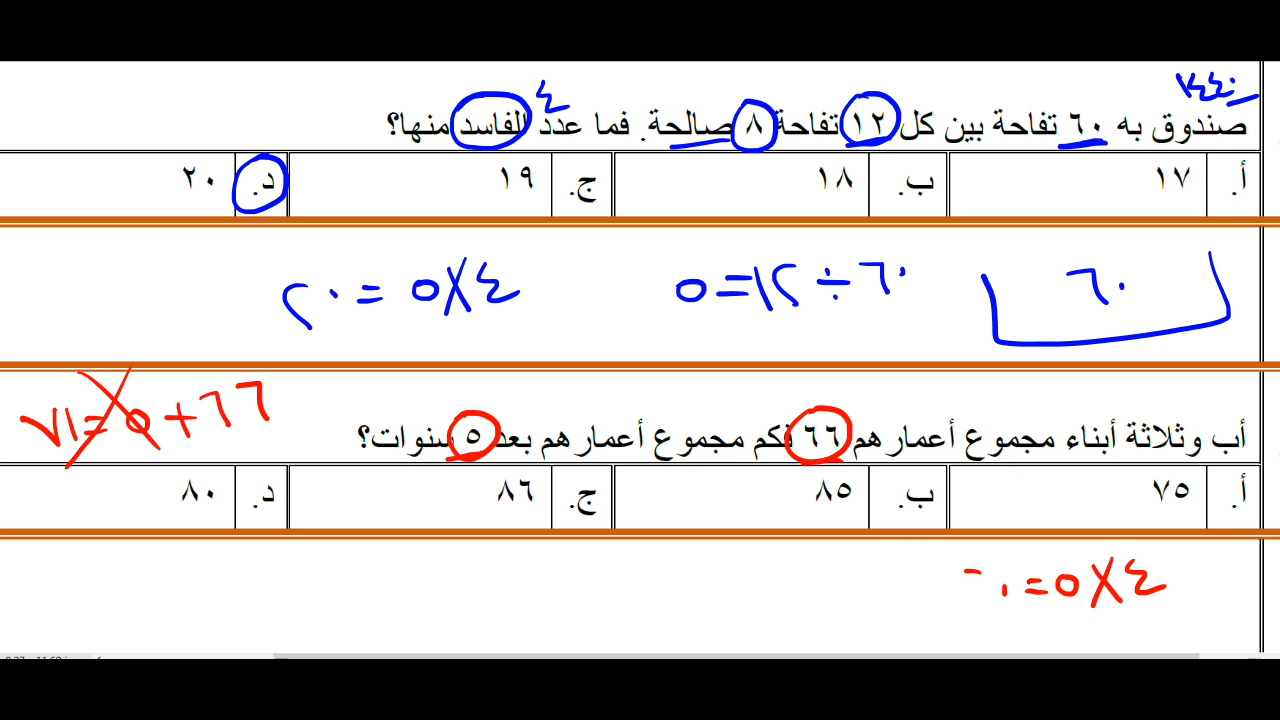 صندوق به ٦٠ تفاحة بين كل ١٢ تفاحة ٨ صالحة. فما عدد الفاسد منها؟
٤
أ. ١٧ ب. ١٨ ج. ١٩ د. ٢٠
٦٠
٦٠ ÷ ١٢ = ٥
٤ × ٥ = ٢٠
٦٦ + ٥ = ٧١
أب وثلاثة أبناء مجموع أعمارهم ٦٦ فكم مجموع أعمارهم بعد ٥ سنوات؟
أ. ٧٥ ب. ٨٥ ج. ٨٦ د. ٨٠
٤ × ٥ =